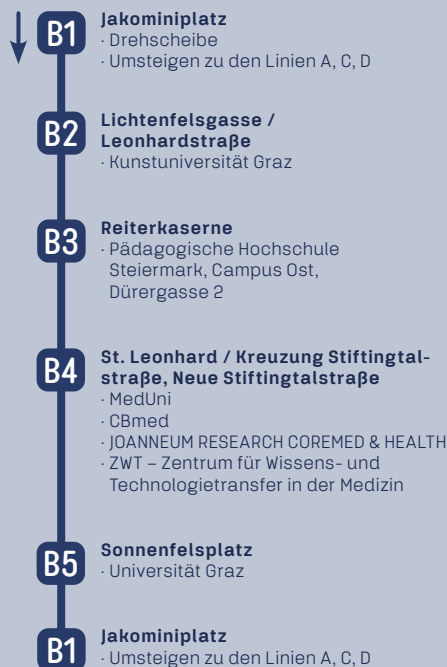 B1
Jakominiplatz
· Drehscheibe
· Umsteigen zu den Linien A, C, D
B2
Lichtenfelsgasse /
Leonhardstraße
· Kunstuniversität Graz
B3
Reiterkaserne
· Pädagogische Hochschule
Steiermark, Campus Ost,
Dürergasse 2
B4
St. Leonhard / Kreuzung Stiftingtal-
straße, Neue Stiftingtalstraße
· MedUni
· CBmed
· JOANNEUM RESEARCH COREMED & HEALTH
· ZWT – Zentrum für Wissens- und
Technologietransfer in der Medizin
B5
Sonnenfelsplatz
· Universität Graz
B1
Jakominiplatz
· Umsteigen zu den Linien A, C, D